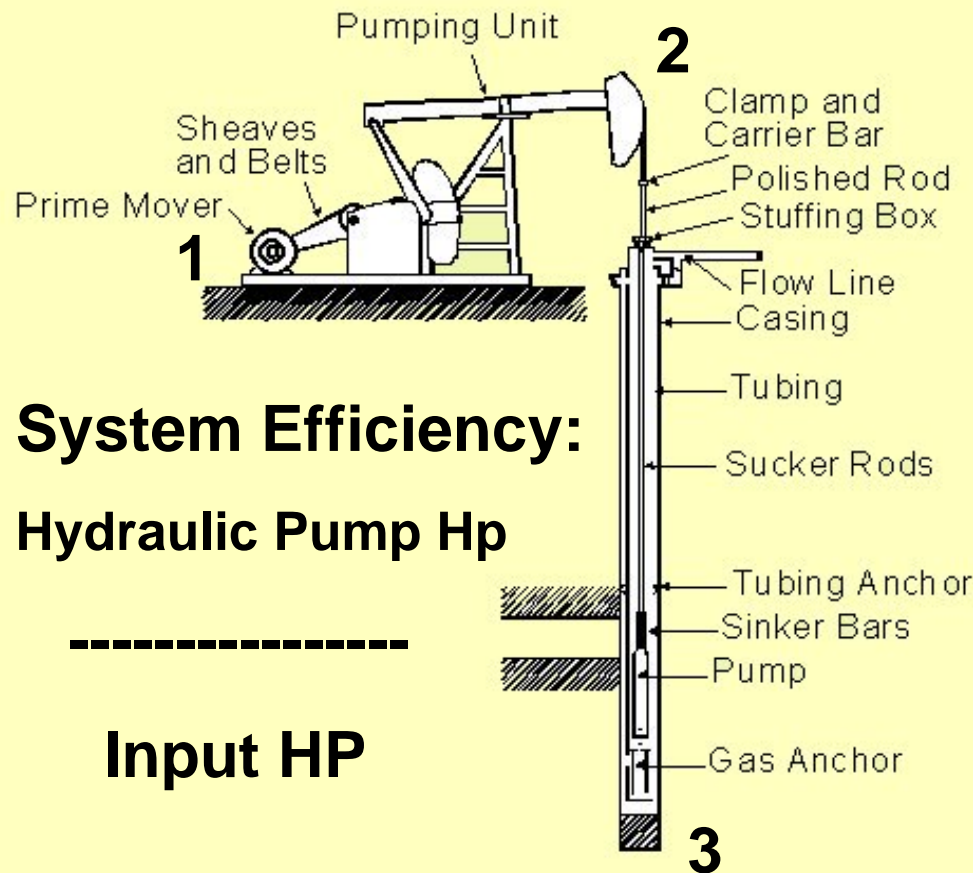 Pumping Unit
2
Clamp and
Carrier Bar
Sheaves
and Belts
Polished Rod
Prime Mover
Stuffing Box
1
Flow Line
Casing
Tubing
System Efficiency:
Sucker Rods
Hydraulic Pump Hp
Tubing Anchor
Sinker Bars
----------------
Pump
Input HP
Gas Anchor
3